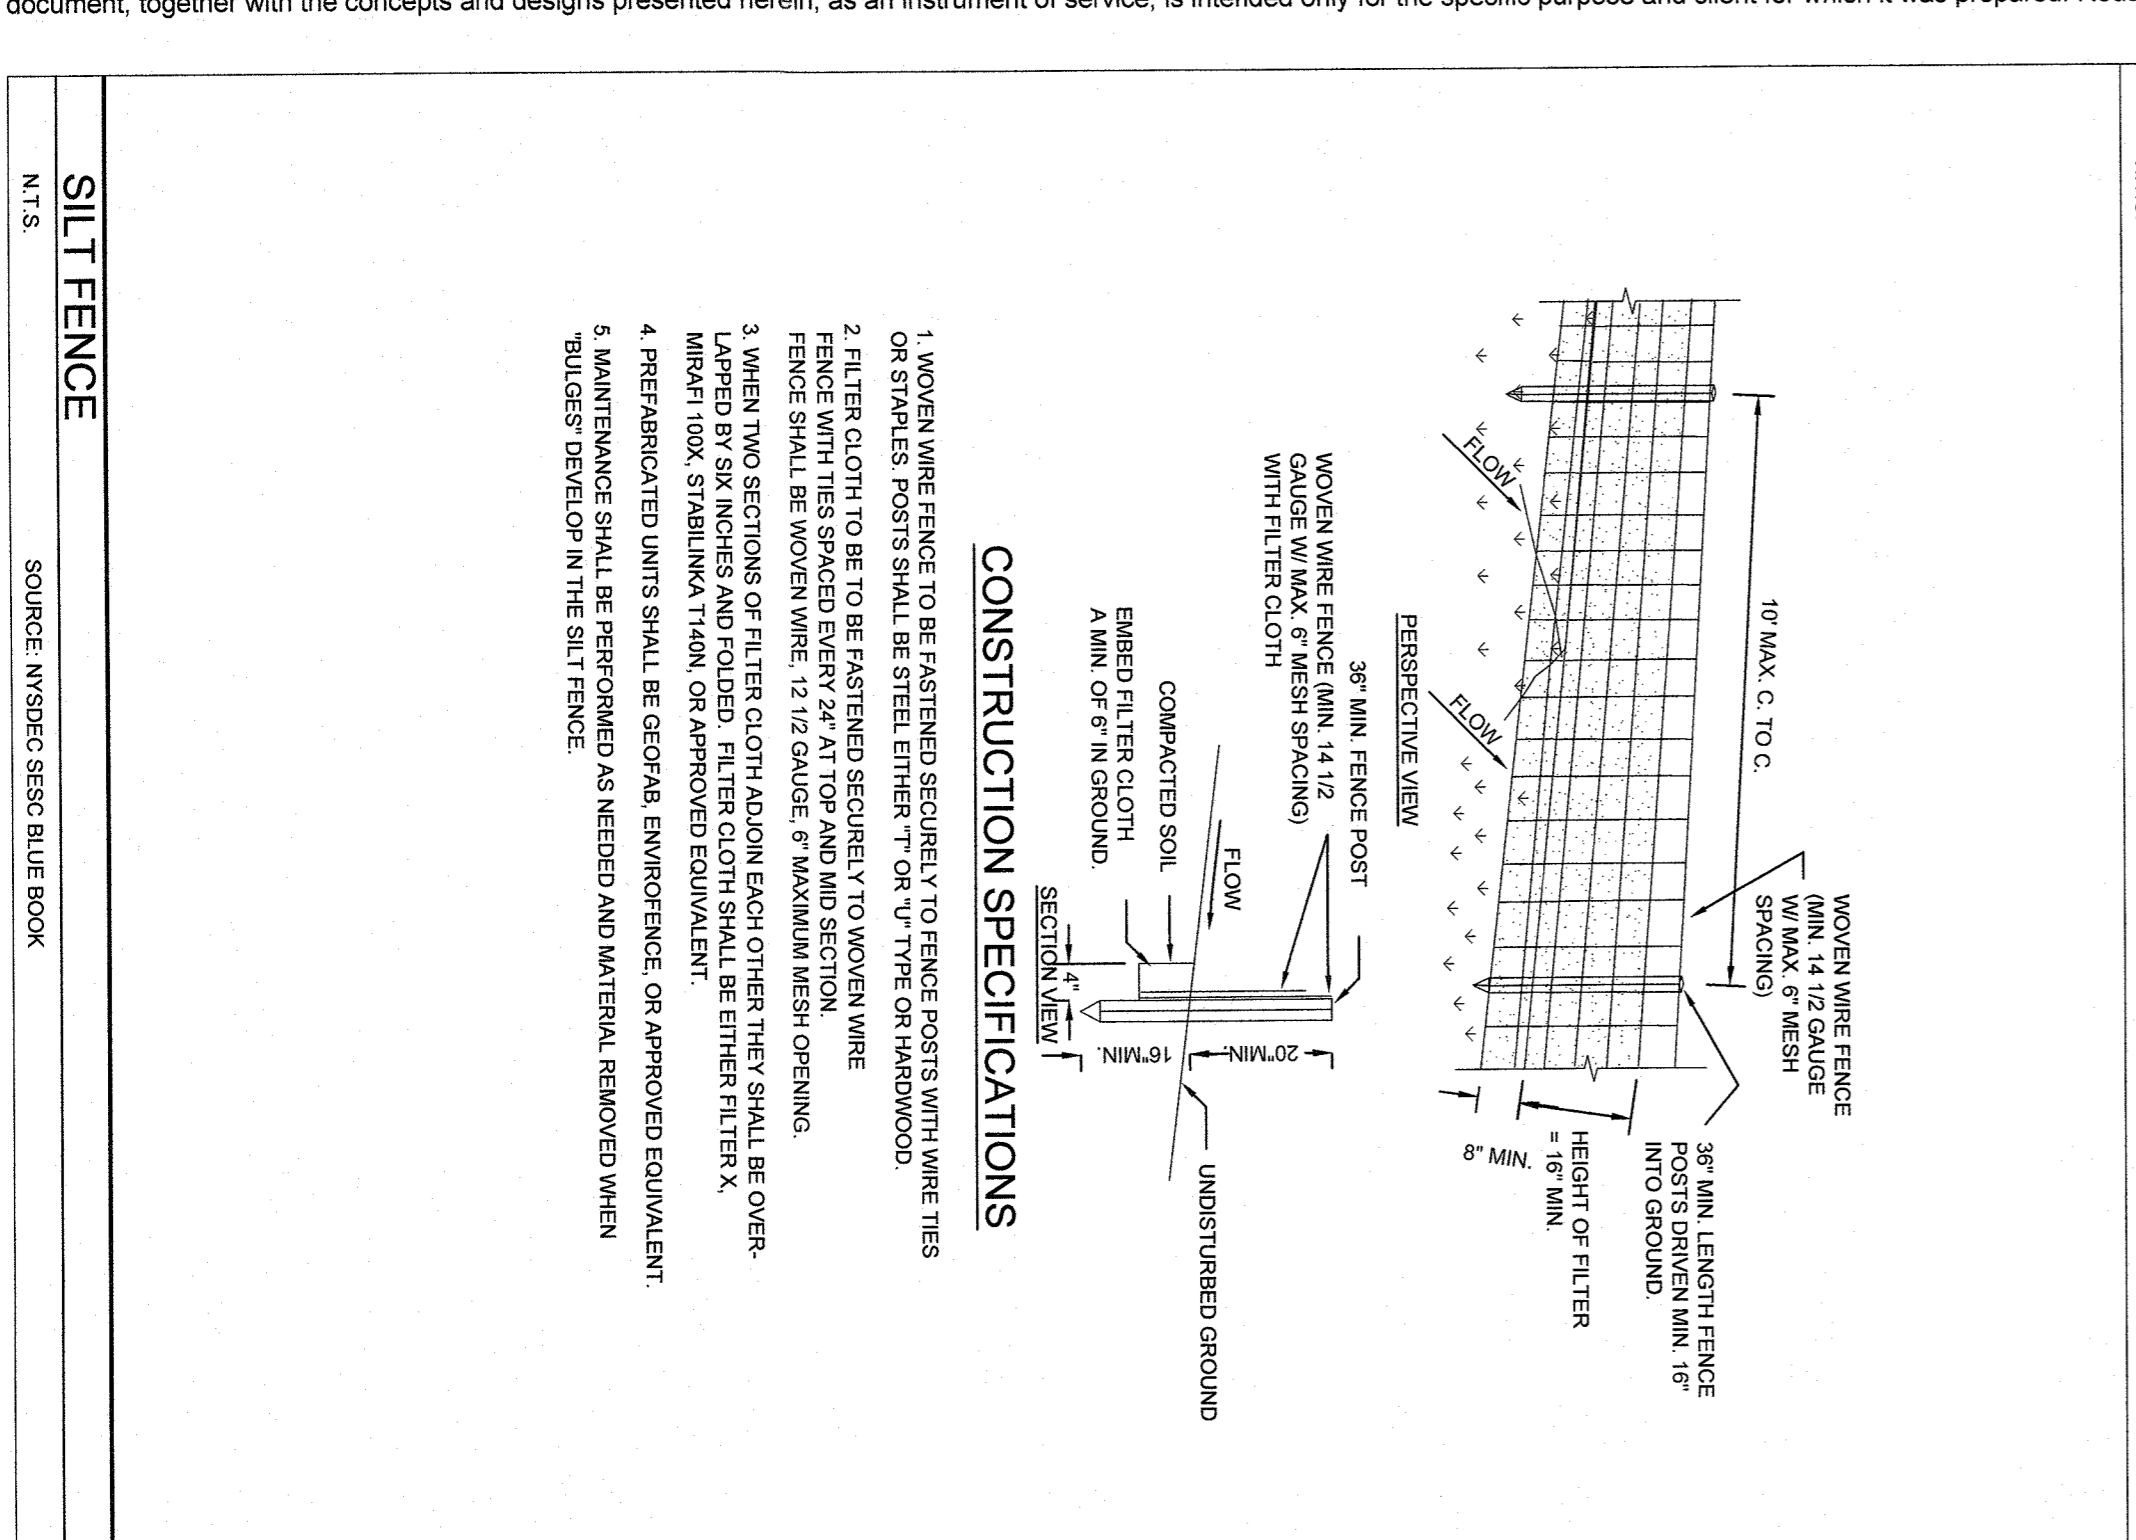 document, together with the concepts and designs presented herein, as an instrument of service, is intended only for the specific purpose and client for which it was prepared.
WOVEN WIRE FENCE
(MIN. 14 1/2 GAUGE
W/ MAX. 6" MESH
SPACING)
10' MAX. C. TO C.
36" MIN. LENGTH FENCE
POSTS DRIVEN MIN. 16"
INTO GROUND.
HEIGHT OF FILTER
= 16" MIN.
8" MIN.
FLOW
FLOW
PERSPECTIVE VIEW
36" MIN. FENCE POST
WOVEN WIRE FENCE (MIN. 14 1/2
GAUGE W/ MAX. 6" MESH SPACING)
WITH FILTER CLOTH
20"MIN.
FLOW
UNDISTURBED GROUND
COMPACTED SOIL
EMBED FILTER CLOTH
A MIN. OF 6" IN GROUND.
16"MIN.
4"
SECTION VIEW
CONSTRUCTION SPECIFICATIONS
1. WOVEN WIRE FENCE TO BE FASTENED SECURELY TO FENCE POSTS WITH WIRE TIES
OR STAPLES. POSTS SHALL BE STEEL EITHER "T" OR "U" TYPE OR HARDWOOD.
2. FILTER CLOTH TO BE TO BE FASTENED SECURELY TO WOVEN WIRE
FENCE WITH TIES SPACED EVERY 24" AT TOP AND MID SECTION.
FENCE SHALL BE WOVEN WIRE, 12 1/2 GAUGE, 6" MAXIMUM MESH OPENING.
3. WHEN TWO SECTIONS OF FILTER CLOTH ADJOIN EACH OTHER THEY SHALL BE OVER-
LAPPED BY SIX INCHES AND FOLDED. FILTER CLOTH SHALL BE EITHER FILTER X,
MIRAFI 100X, STABILINKA T140N, OR APPROVED EQUIVALENT.
4. PREFABRICATED UNITS SHALL BE GEOFAB, ENVIROFENCE, OR APPROVED EQUIVALENT.
5. MAINTENANCE SHALL BE PERFORMED AS NEEDED AND MATERIAL REMOVED WHEN
"BULGES" DEVELOP IN THE SILT FENCE.
SILT FENCE
N.T.S.
SOURCE: NYSDEC SESC BLUE BOOK